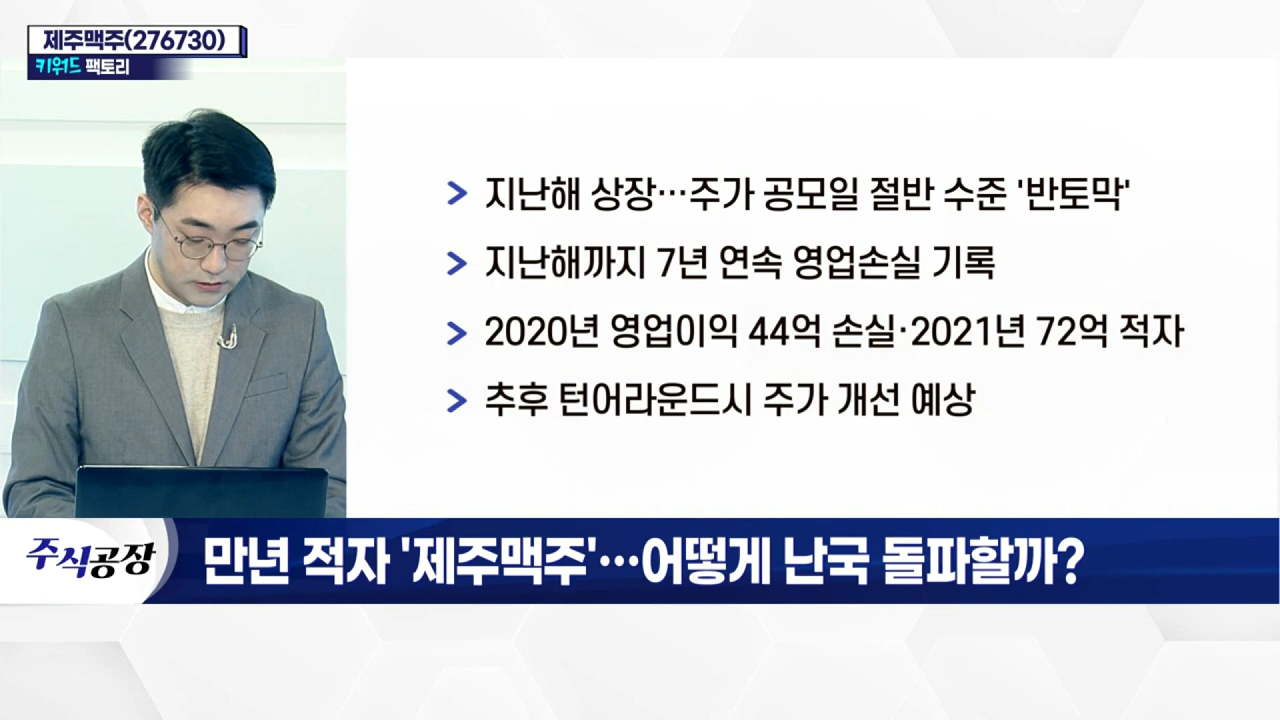 제주맥주(276730)
키워드 팩토리
> 지난해 상장…주가 공모일 절반 수준 '반토막'
> 지난해까지 7년 연속 영업손실 기록
> 2020년 영업이익 44억 손실·2021년 72억 적자
> 추후 턴어라운드시 주가 개선 예상
주식공장
만년 적자 '제주맥주'…어떻게 난국 돌파할까?